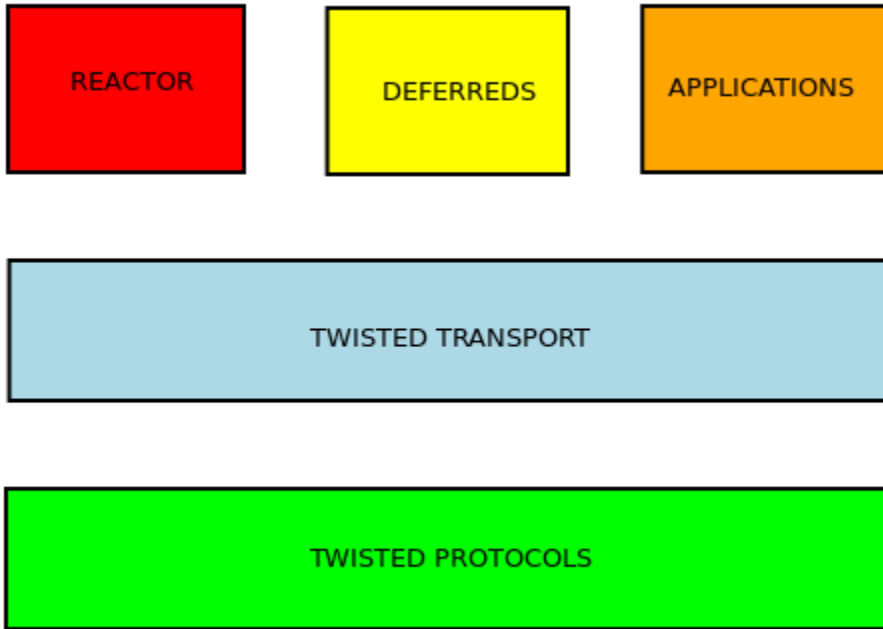 REACTOR
DEFERREDS
APPLICATIONS
TWISTED TRANSPORT
TWISTED PROTOCOLS